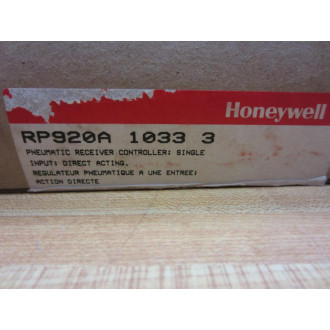 Honeywell
RP920A 1033 3
PNEUMATIC RECEIVER CONTROLLER: SINGLE
INPUT: DIRECT ACTING.
REGULATEUR PNEUMATIQUE A UNE ENTREE:
ACTION DIRECTE